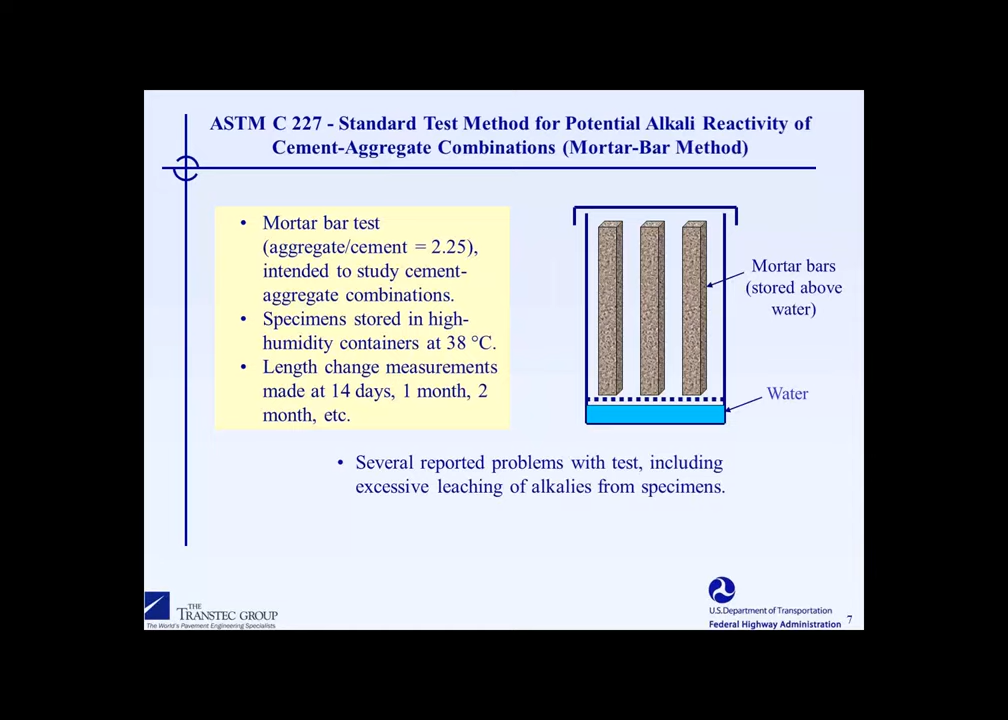 ASTM C 227 - Standard Test Method for Potential Alkali Reactivity of
Cement-Aggregate Combinations (Mortar-Bar Method)
• Mortar bar test
(aggregate/cement = 2.25),
intended to study cement-
aggregate combinations.
• Specimens stored in high-
humidity containers at 38 °C.
• Length change measurements
made at 14 days, 1 month, 2
month, etc.
Mortar bars
(stored above
water)
Water
• Several reported problems with test, including
excessive leaching of alkalies from specimens.
THE
TRANSTEC GROUP
The World's Pavement Engineering Specialists
U.S.Department of Transportation
Federal Highway Administration
7